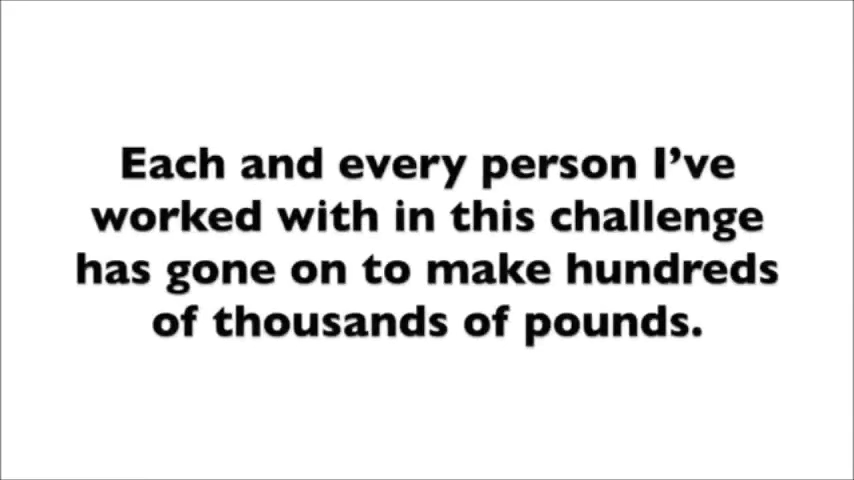 Each and every person I’ve
worked with in this challenge
has gone on to make hundreds
of thousands of pounds.